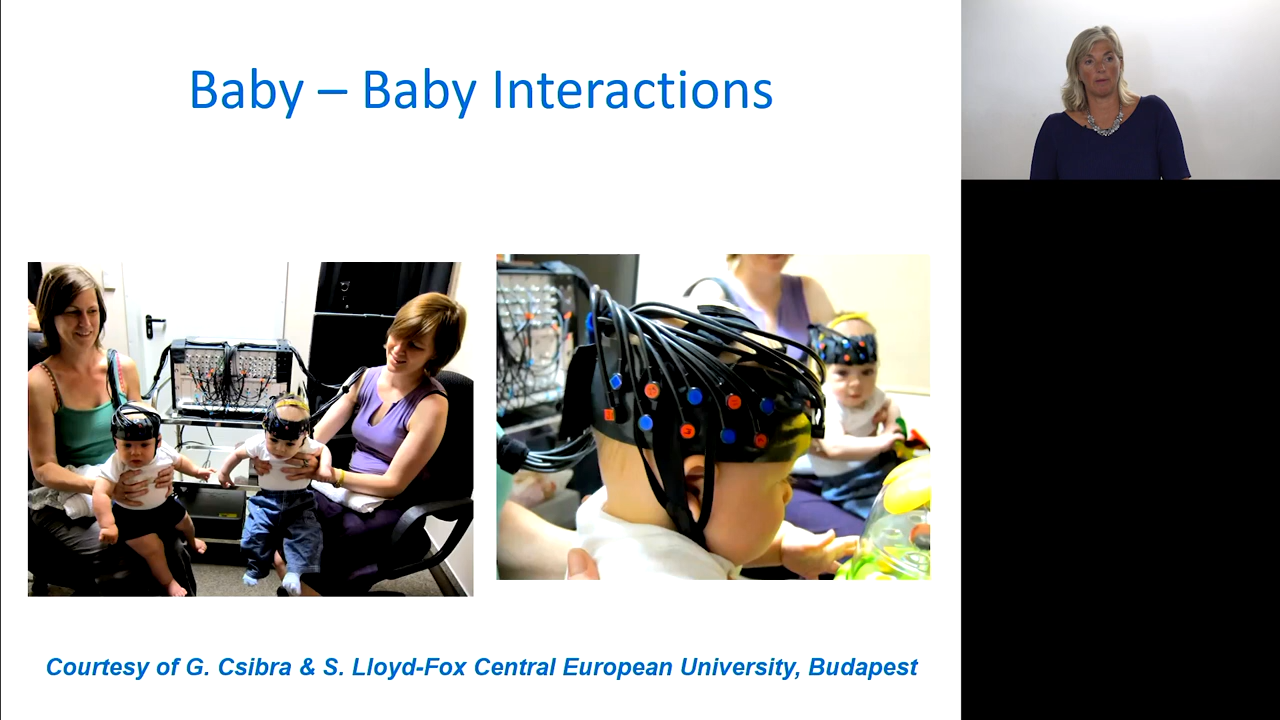 Baby – Baby Interactions
Courtesy of G. Csibra & S. Lloyd-Fox Central European University, Budapest